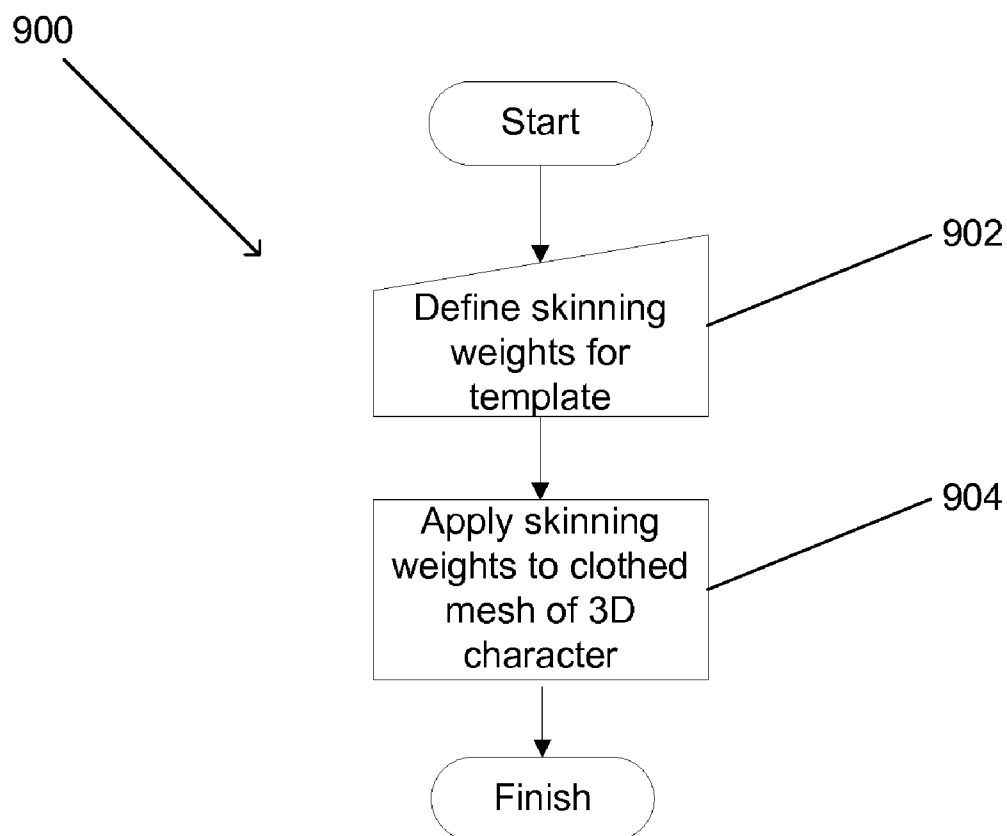 900
Start
902
Define skinning
weights for
template
904
Apply skinning
weights to clothed
mesh of 3D
character
Finish